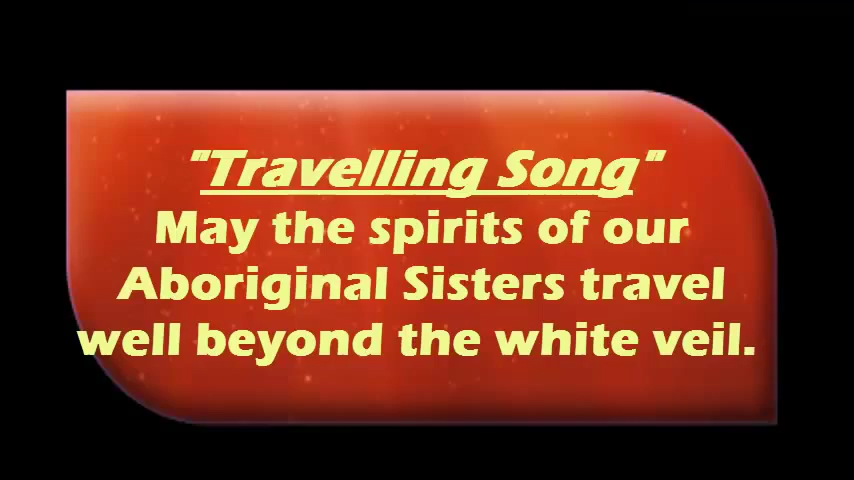 "Travelling Song"
May the spirits of our
Aboriginal Sisters travel
well beyond the white veil.